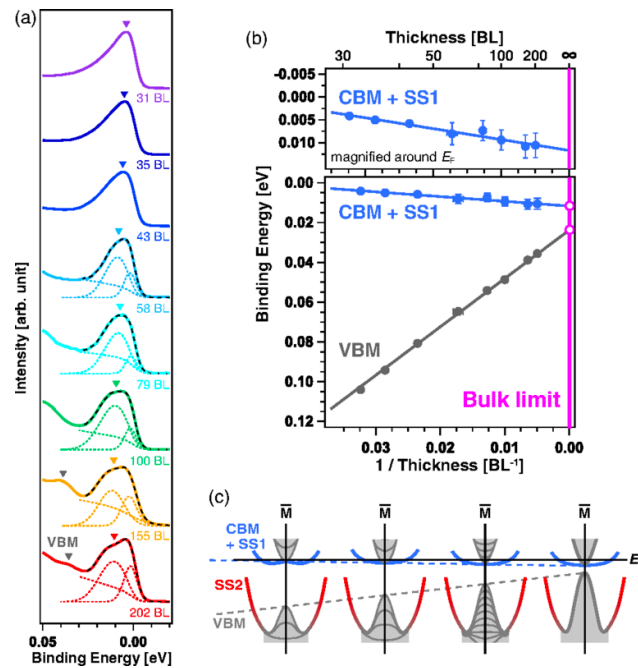 (a)
31 BL
35 BL
43 BL
58 BL
79 BL
100 BL
155 BL
VBM
202 BL
Intensity [arb. unit]
0.05
0.00
Binding Energy [eV]
(b)
Thickness [BL]
30
50
100
200
∞
-0.005
0.000
0.005
0.010
CBM + SS1
magnified around EF
0.00
0.02
0.04
0.06
0.08
0.10
0.12
Binding Energy [eV]
CBM + SS1
VBM
Bulk limit
0.03
0.02
0.01
0.00
1 / Thickness [BL⁻¹]
(c)
M̅
M̅
M̅
M̅
CBM
+ SS1
SS2
VBM